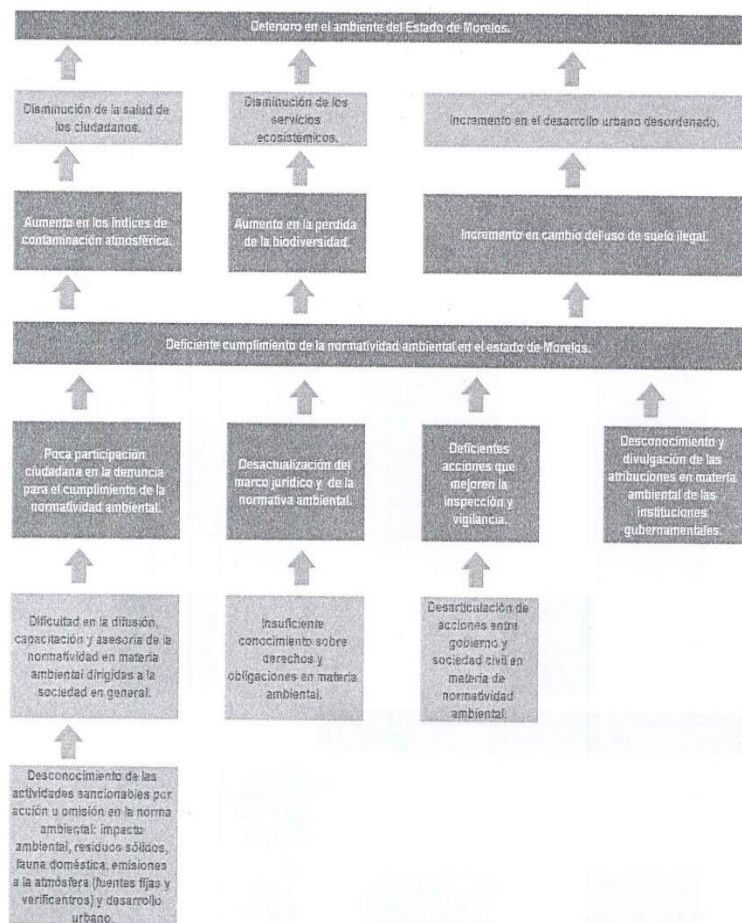 Deterioro en el ambiente del Estado de Morelos.
Disminución de la salud de
los ciudadanos.
Disminución de los
servicios
ecosistémicos.
Incremento en el desarrollo urbano desordenado.
Aumento en los índices de
contaminación atmosférica.
Aumento en la perdida
de la biodiversidad.
Incremento en cambio del uso de suelo ilegal.
Deficiente cumplimiento de la normatividad ambiental en el estado de Morelos.
Poca participación
ciudadana en la denuncia
para el cumplimiento de la
normatividad ambiental.
Desactualización del
marco jurídico y de la
normativa ambiental.
Deficientes
acciones que
mejoren la
inspección y
vigilancia.
Desconocimiento y
divulgación de las
atribuciones en materia
ambiental de las
instituciones
gubernamentales.
Dificultad en la difusión,
capacitación y asesoría de la
normatividad en materia
ambiental dirigidas a la
sociedad en general.
Insuficiente
conocimiento sobre
derechos y
obligaciones en materia
ambiental.
Desarticulación de
acciones entre
gobierno y
sociedad civil en
materia de
normatividad
ambiental.
Desconocimiento de las
actividades sancionables por
acción u omisión en la norma
ambiental: impacto
ambiental, residuos sólidos,
fauna doméstica, emisiones
a la atmósfera (fuentes fijas y
verificentros) y desarrollo
urbano.